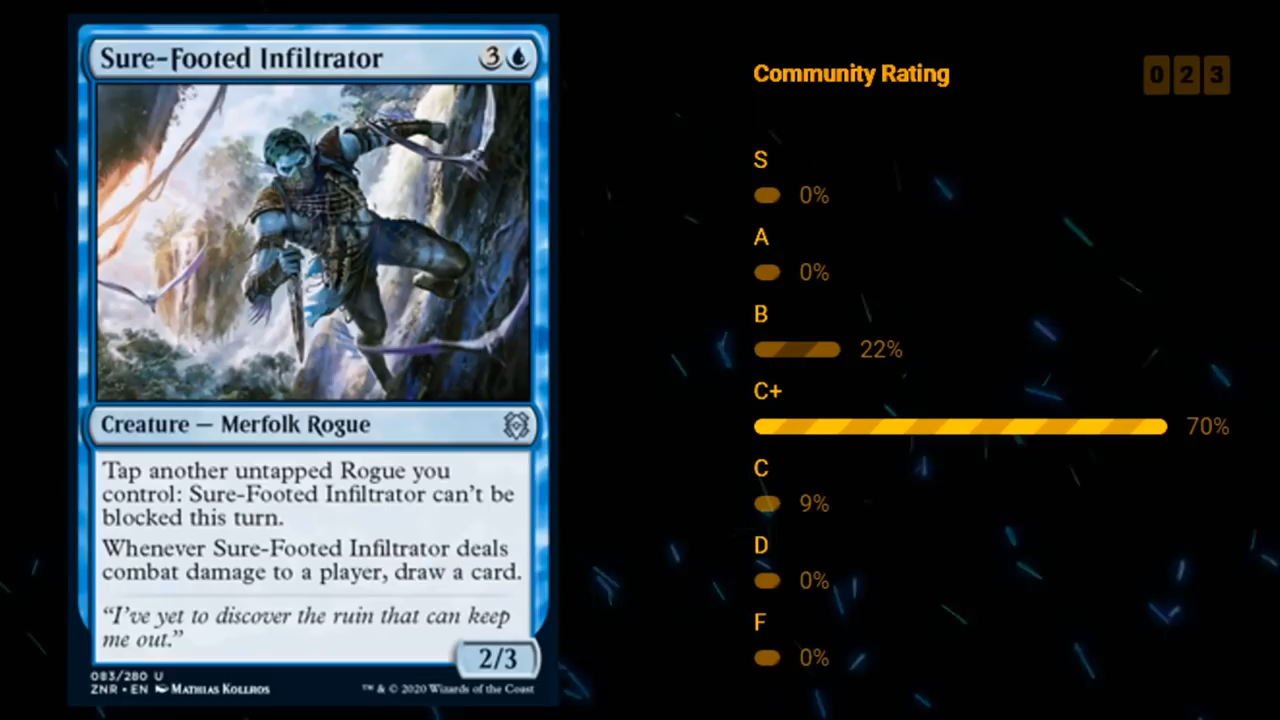 Sure-Footed Infiltrator 3
Creature — Merfolk Rogue
Tap another untapped Rogue you
control: Sure-Footed Infiltrator can't be
blocked this turn.
Whenever Sure-Footed Infiltrator deals
combat damage to a player, draw a card.
"I've yet to discover the ruin that can keep
me out."
2/3
083/280 U
ZNR • EN Mathias Kollros
™ & © 2020 Wizards of the Coast
Community Rating
0 2 3
S
0%
A
0%
B
22%
C+
70%
C
9%
D
0%
F
0%